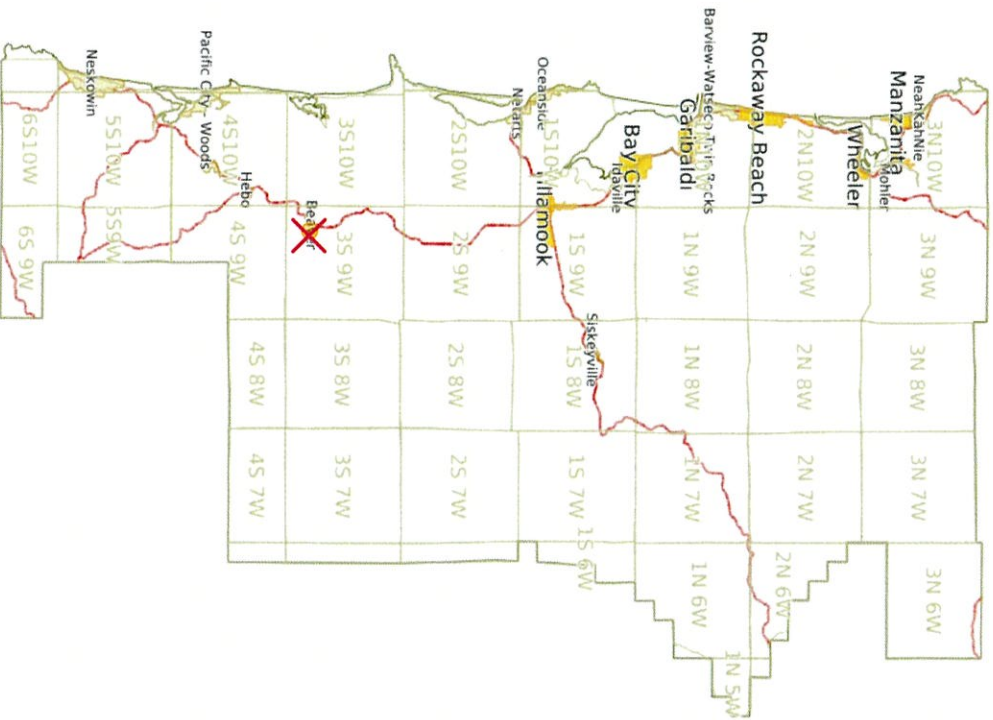 NeahKahNie
Manzanita
3N10W
Mohler
Wheeler
2N10W
Rockaway Beach
Barview-Watseco-Twin Rocks
Garibaldi
Bay City
Idaville
1S10W
Oceanside
Netarts
2S10W
3S10W
4S10W
Pacific City
Woods
5S10W
Neskowin
6S10W
Hebo
Beaver
3N 9W
2N 9W
1N 9W
1S 9W
2S 9W
3S 9W
4S 9W
5S9W
6S 9W
Siskeyville
3N 8W
2N 8W
1N 8W
1S 8W
2S 8W
3S 8W
4S 8W
3N 7W
2N 7W
1N 7W
1S 7W
2S 7W
3S 7W
4S 7W
3N 6W
2N 6W
1N 6W
1S 6W
1N 5W